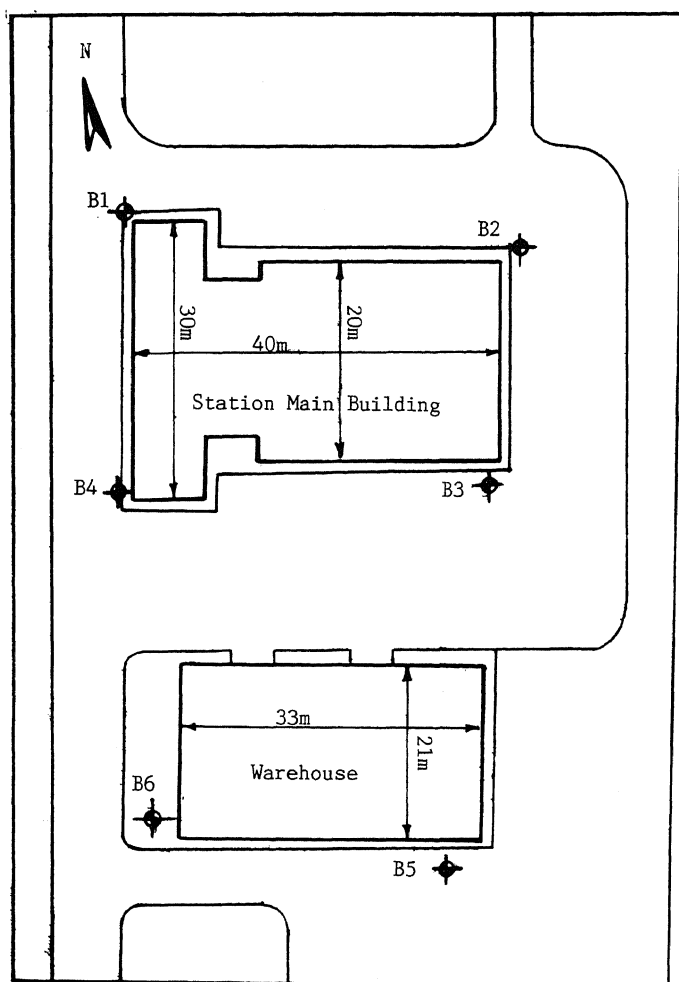 N
B1
B2
30m
20m
40m
Station Main Building
B4
B3
33m
21m
Warehouse
B6
B5